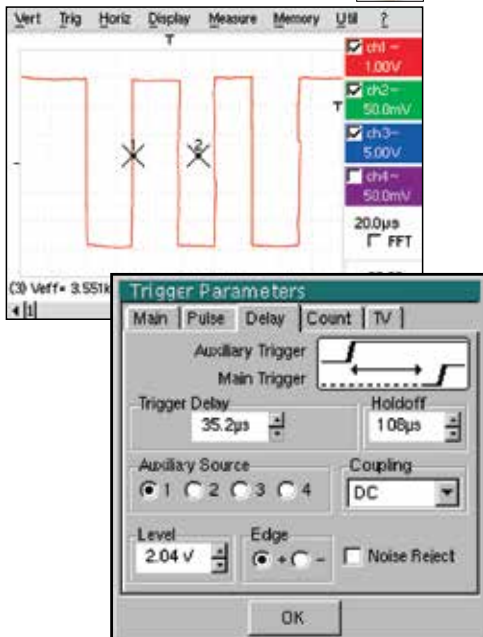 Vert Trig Horiz Display Measure Memory Util ?
T
ch1 ~
1.00V
ch2~
T
50.0mV
ch3~
5.00V
ch4~
50.0mV
20.0µs
FFT
1 2
(3) Veff= 3.551k
1
Trigger Parameters
Main Pulse Delay Count TV
Auxiliary Trigger
Main Trigger
Trigger Delay Holdoff
35.2µs 108µs
Auxiliary Source Coupling
1 2 3 4 DC
Level Edge
2.04 V + - Noise Reject
OK